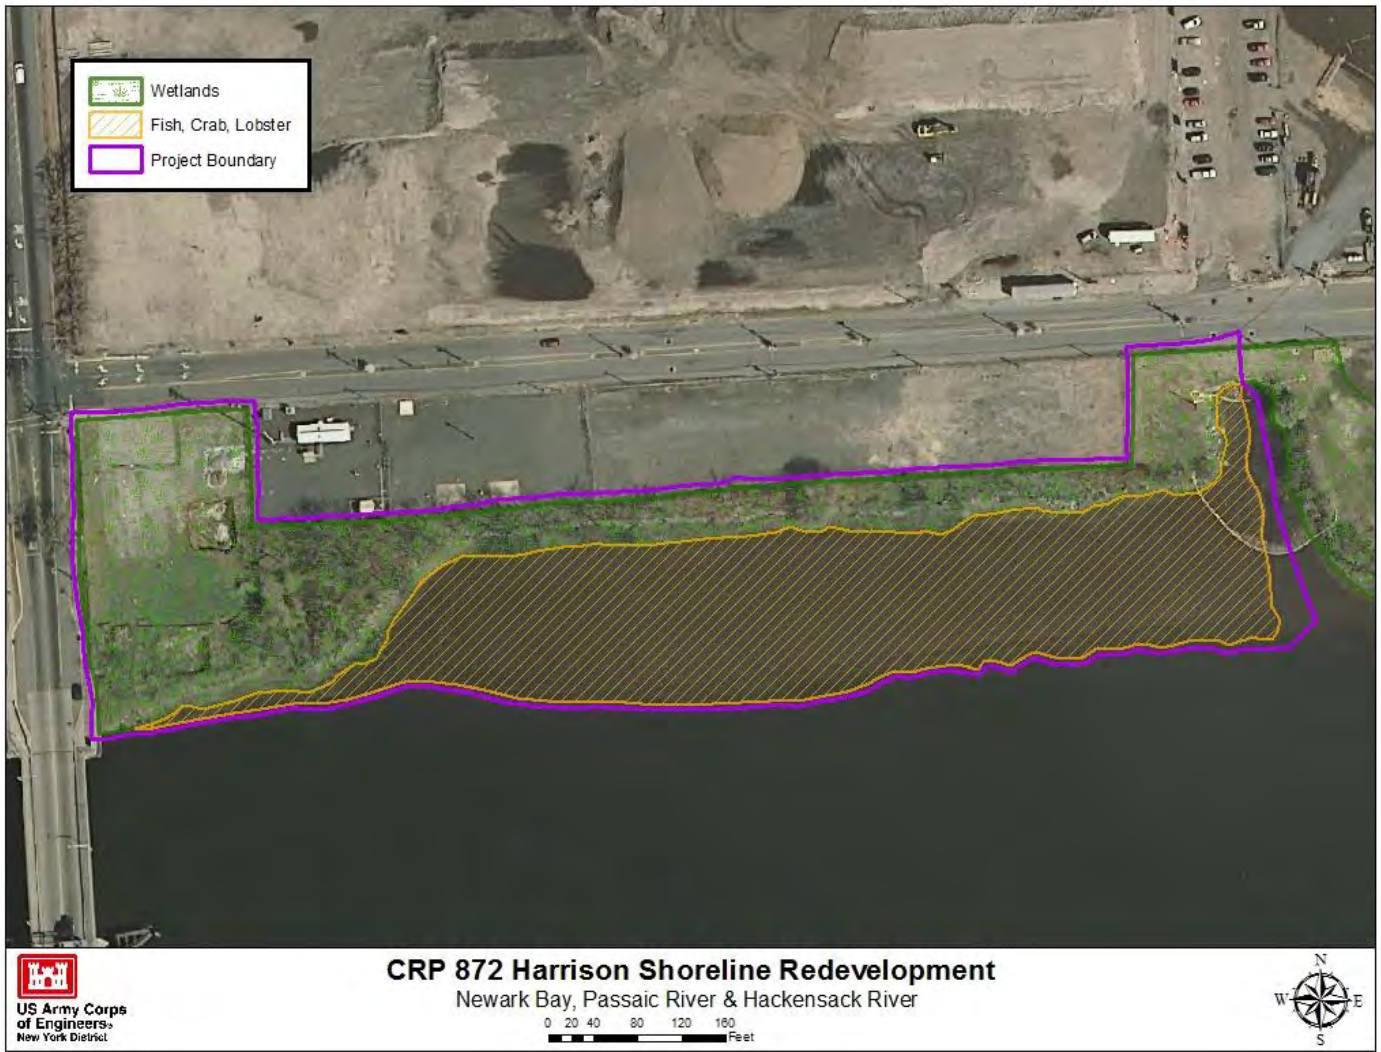 Wetlands
Fish, Crab, Lobster
Project Boundary
US Army Corps
of Engineers®
New York District
CRP 872 Harrison Shoreline Redevelopment
Newark Bay, Passaic River & Hackensack River
0 20 40 80 120 160
Feet
N
W E
S